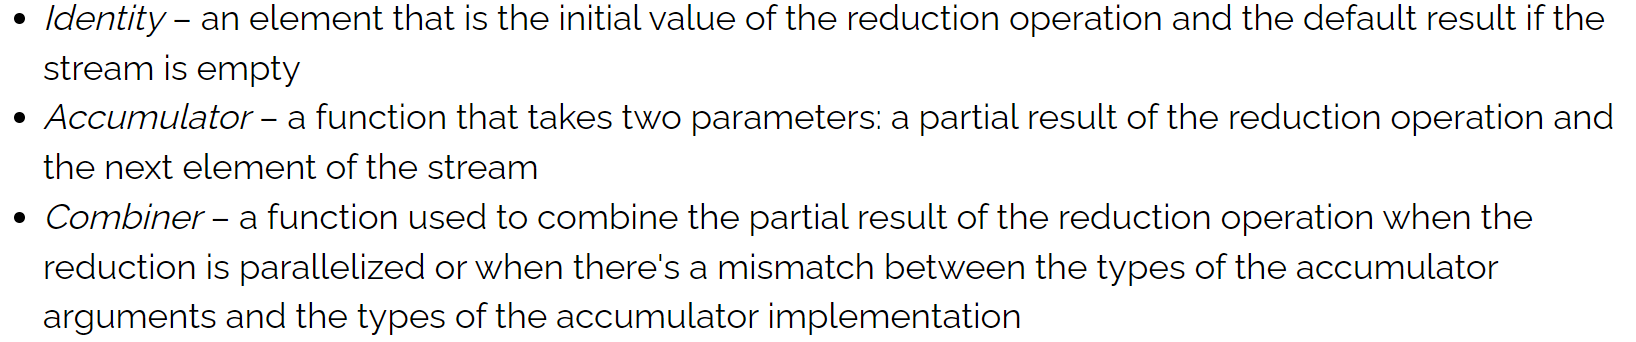 • Identity – an element that is the initial value of the reduction operation and the default result if the
stream is empty
• Accumulator – a function that takes two parameters: a partial result of the reduction operation and
the next element of the stream
• Combiner – a function used to combine the partial result of the reduction operation when the
reduction is parallelized or when there's a mismatch between the types of the accumulator
arguments and the types of the accumulator implementation